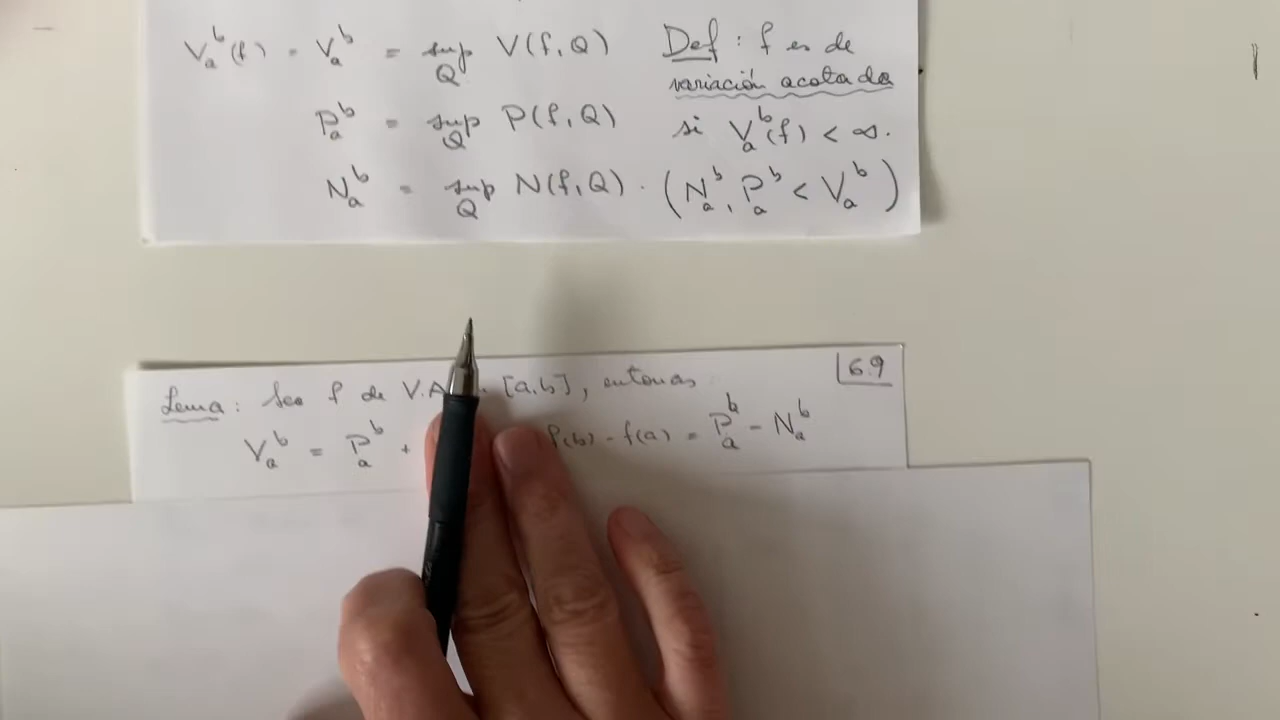 V_a^b(f) = V_a^b = sup_Q V(f,Q) Def: f es de
variación acotada
P_a^b = sup_Q P(f,Q) si V_a^b(f) < ∞.
N_a^b = sup_Q N(f,Q). (N_a^b, P_a^b < V_a^b)
6.9
Lema: Sea f de V.A [a,b], entonces
V_a^b = P_a^b + f(b) - f(a) = P_a^b - N_a^b